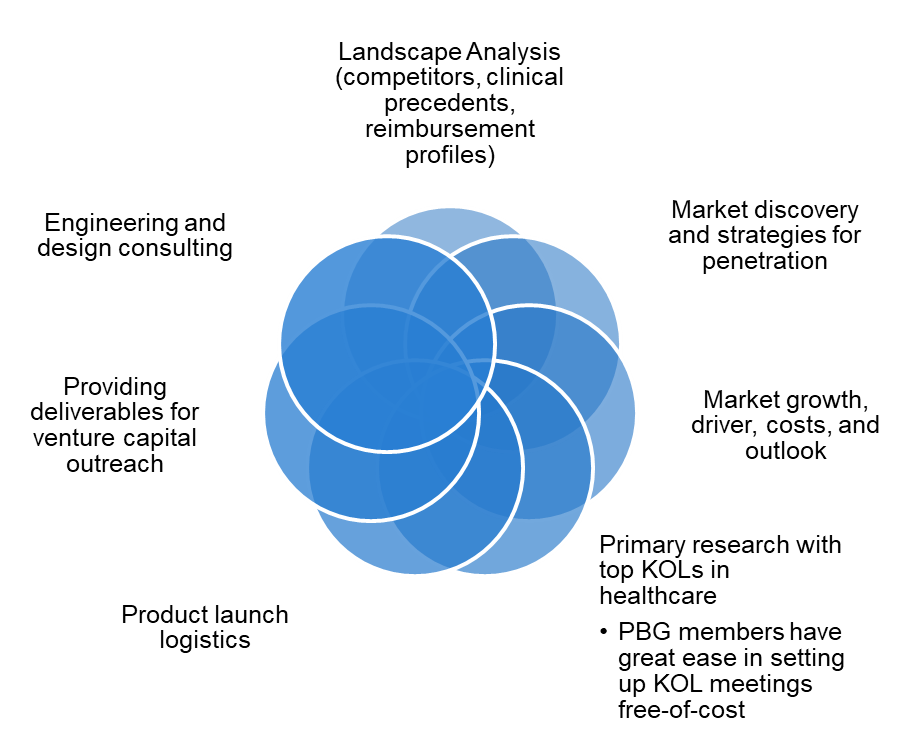 Landscape Analysis
(competitors, clinical
precedents,
reimbursement
profiles)
Market discovery
and strategies for
penetration
Market growth,
driver, costs, and
outlook
Primary research with
top KOLs in
healthcare
• PBG members have
great ease in setting
up KOL meetings
free-of-cost
Product launch
logistics
Providing
deliverables for
venture capital
outreach
Engineering and
design consulting